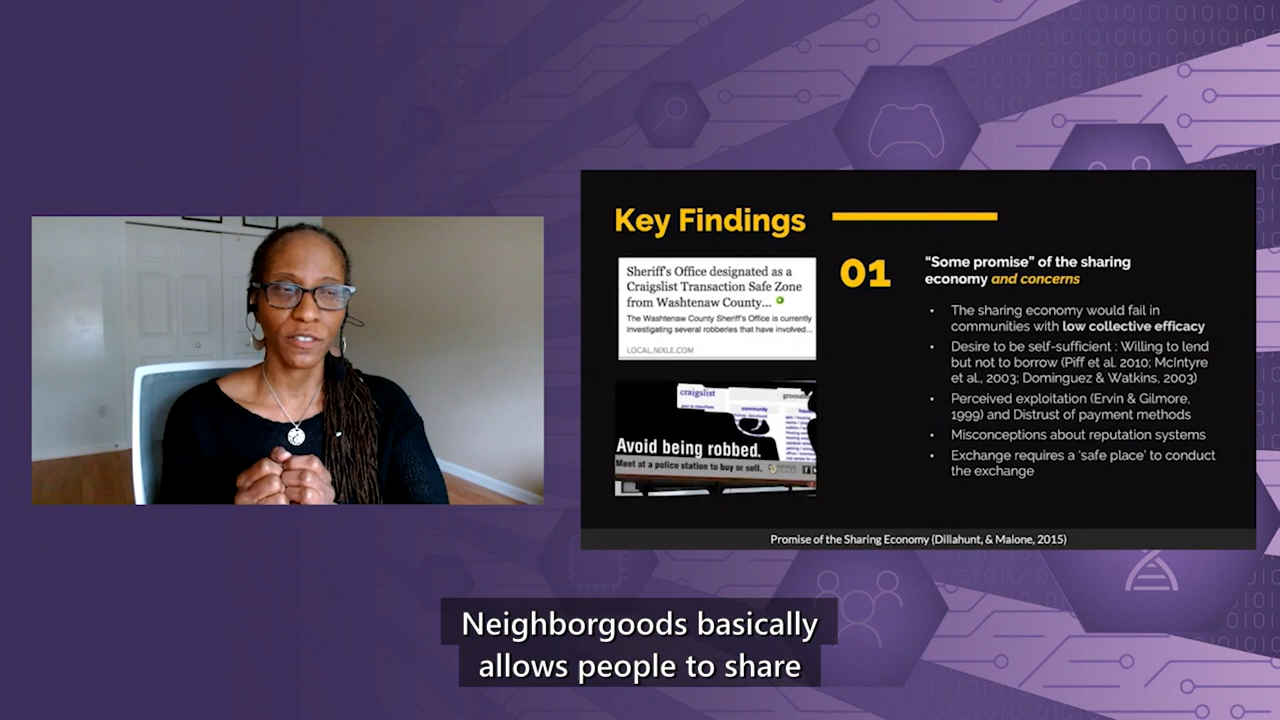 Key Findings
Sheriff's Office designated as a
Craigslist Transaction Safe Zone
from Washtenaw County...
The Washtenaw County Sheriff's Office is currently
investigating several robberies that have involved...
LOCAL.NIXLE.COM
craigslist
community
Avoid being robbed.
Meet at a police station to buy or sell.
01
“Some promise” of the sharing
economy and concerns
• The sharing economy would fail in
communities with low collective efficacy
• Desire to be self-sufficient : Willing to lend
but not to borrow (Piff et al. 2010; McIntyre
et al., 2003; Domínguez & Watkins, 2003)
• Perceived exploitation (Ervin & Gilmore,
1999) and Distrust of payment methods
• Misconceptions about reputation systems
• Exchange requires a ‘safe place’ to conduct
the exchange
Promise of the Sharing Economy (Dillahunt, & Malone, 2015)
Neighborgoods basically
allows people to share